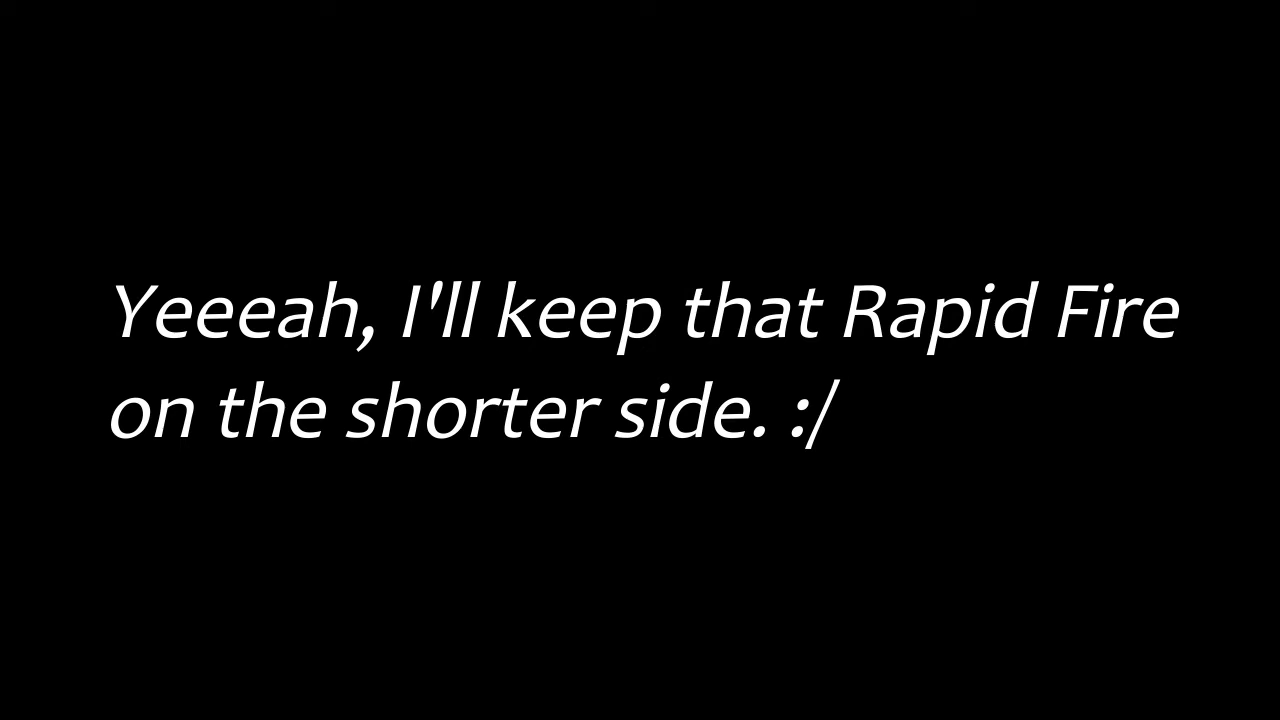 Yeeeah, I'll keep that Rapid Fire
on the shorter side. :/